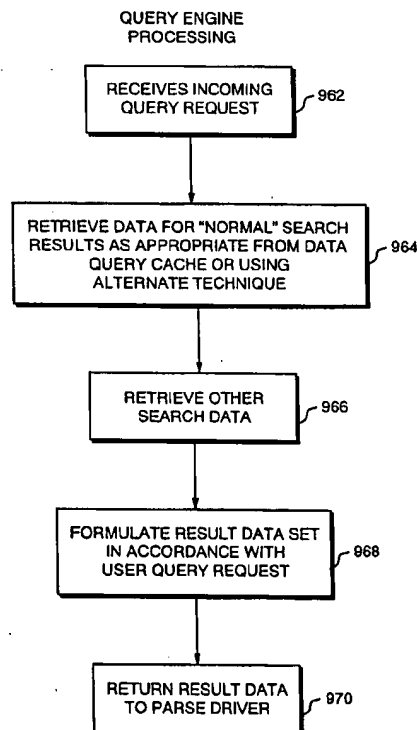 QUERY ENGINE
PROCESSING
RECEIVES INCOMING
QUERY REQUEST
962
RETRIEVE DATA FOR "NORMAL" SEARCH
RESULTS AS APPROPRIATE FROM DATA
QUERY CACHE OR USING
ALTERNATE TECHNIQUE
964
RETRIEVE OTHER
SEARCH DATA
966
FORMULATE RESULT DATA SET
IN ACCORDANCE WITH
USER QUERY REQUEST
968
RETURN RESULT DATA
TO PARSE DRIVER
970